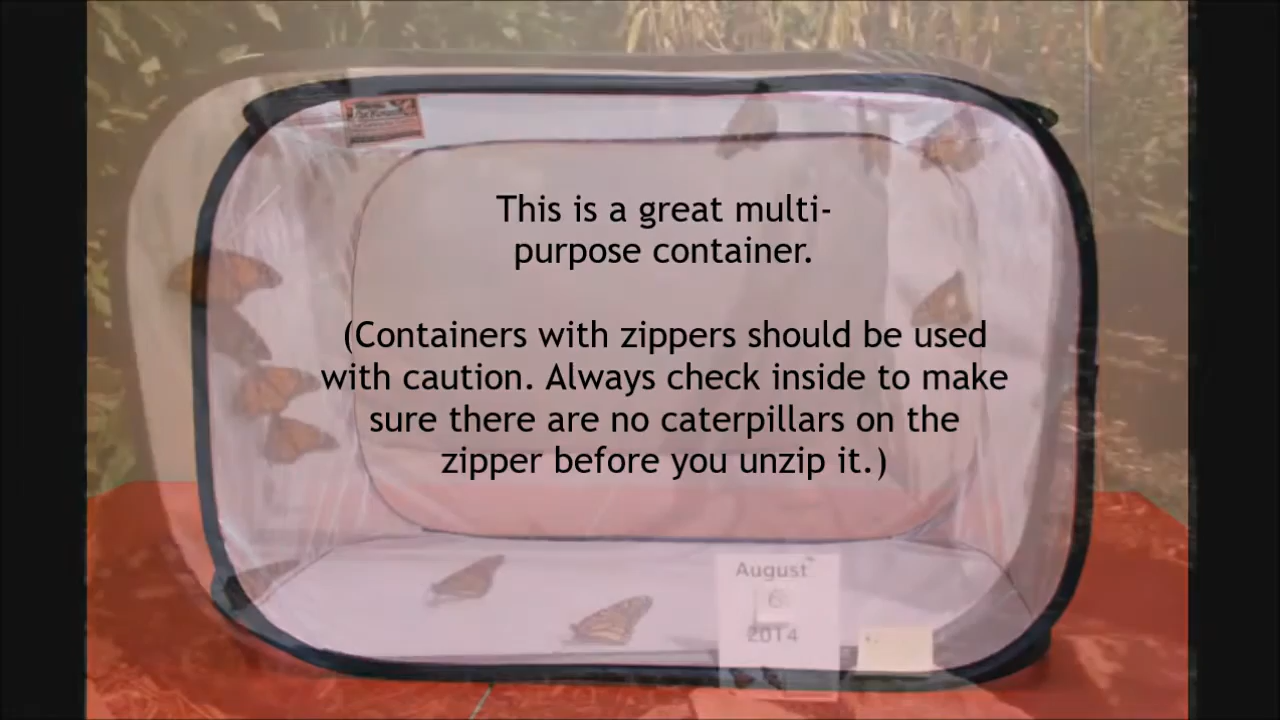 This is a great multi-
purpose container.
(Containers with zippers should be used
with caution. Always check inside to make
sure there are no caterpillars on the
zipper before you unzip it.)
August
6
2014